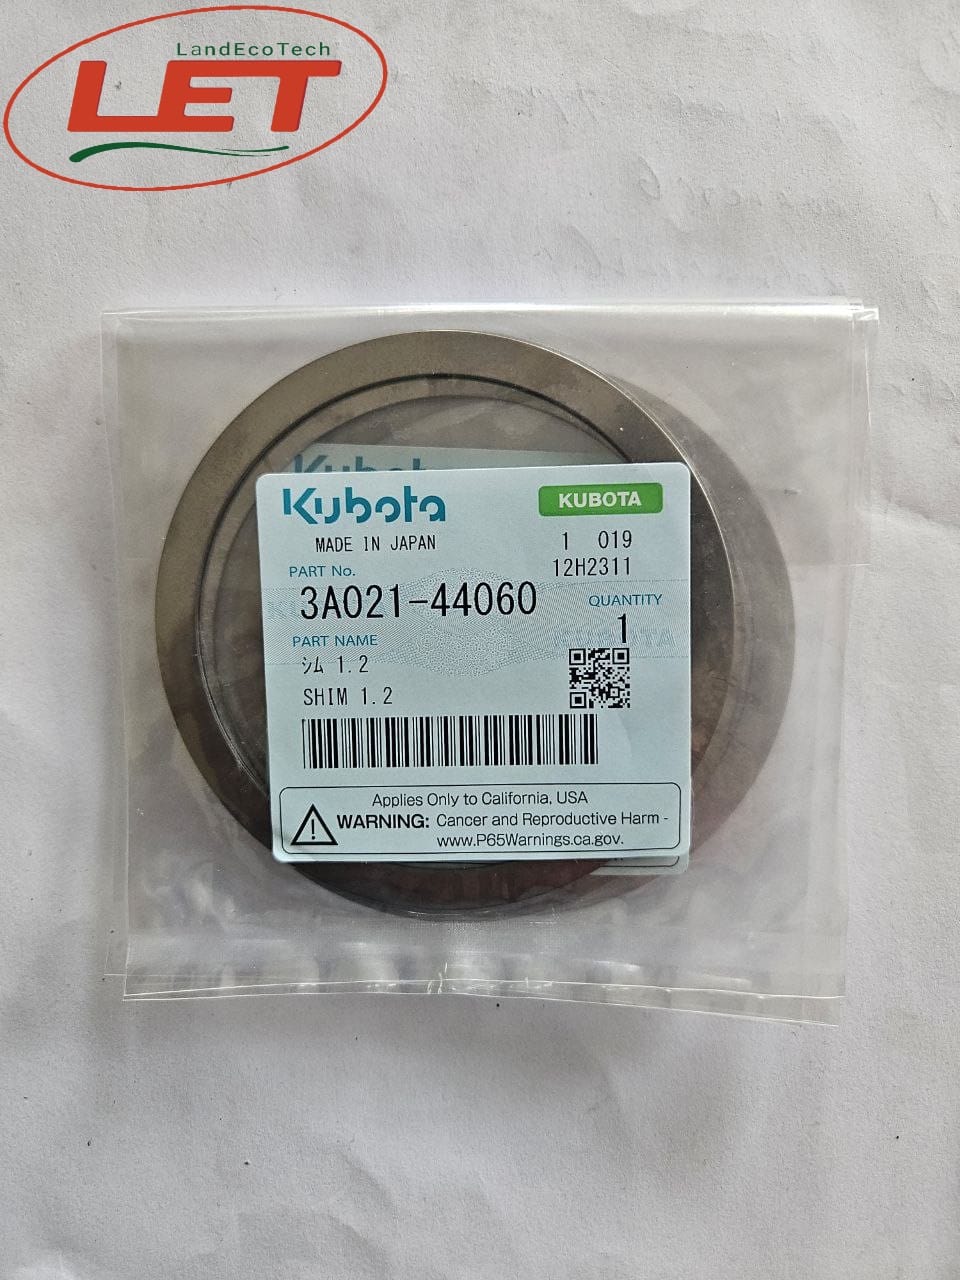 LandEcoTech
LET
Kubota
Kubota
KUBOTA
MADE IN JAPAN
1 019
12H2311
PART No.
3A021-44060
QUANTITY
1
PART NAME
シム 1.2
SHIM 1.2
Applies Only to California, USA
WARNING: Cancer and Reproductive Harm -
www.P65Warnings.ca.gov.